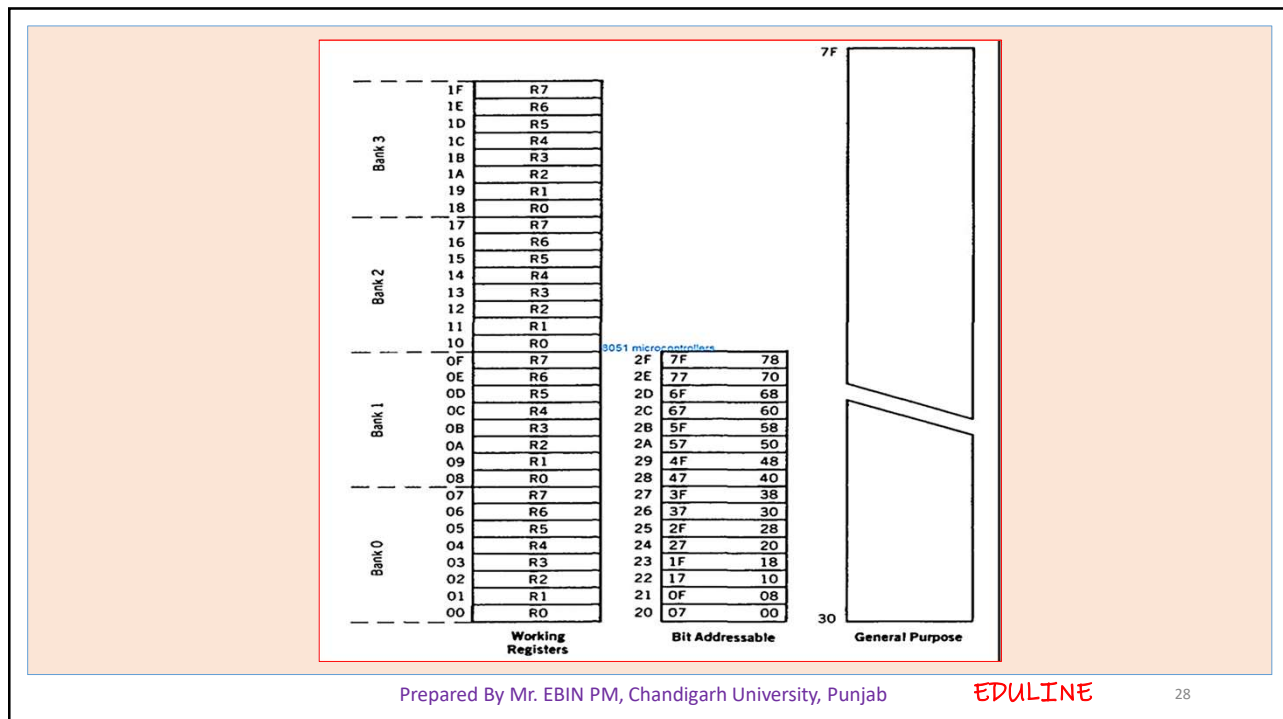 7F
1F R7
1E R6
1D R5
1C R4
Bank 3
1B R3
1A R2
19 R1
18 R0
17 R7
16 R6
15 R5
14 R4
Bank 2
13 R3
12 R2
11 R1
10 R0
8051 microcontrollers
0F R7 2F 7F 78
0E R6 2E 77 70
0D R5 2D 6F 68
0C R4 2C 67 60
Bank 1
0B R3 2B 5F 58
0A R2 2A 57 50
09 R1 29 4F 48
08 R0 28 47 40
07 R7 27 3F 38
06 R6 26 37 30
05 R5 25 2F 28
04 R4 24 27 20
Bank 0
03 R3 23 1F 18
02 R2 22 17 10
01 R1 21 0F 08
00 R0 20 07 00 30
Working Registers
Bit Addressable
General Purpose
Prepared By Mr. EBIN PM, Chandigarh University, Punjab EDULINE 28